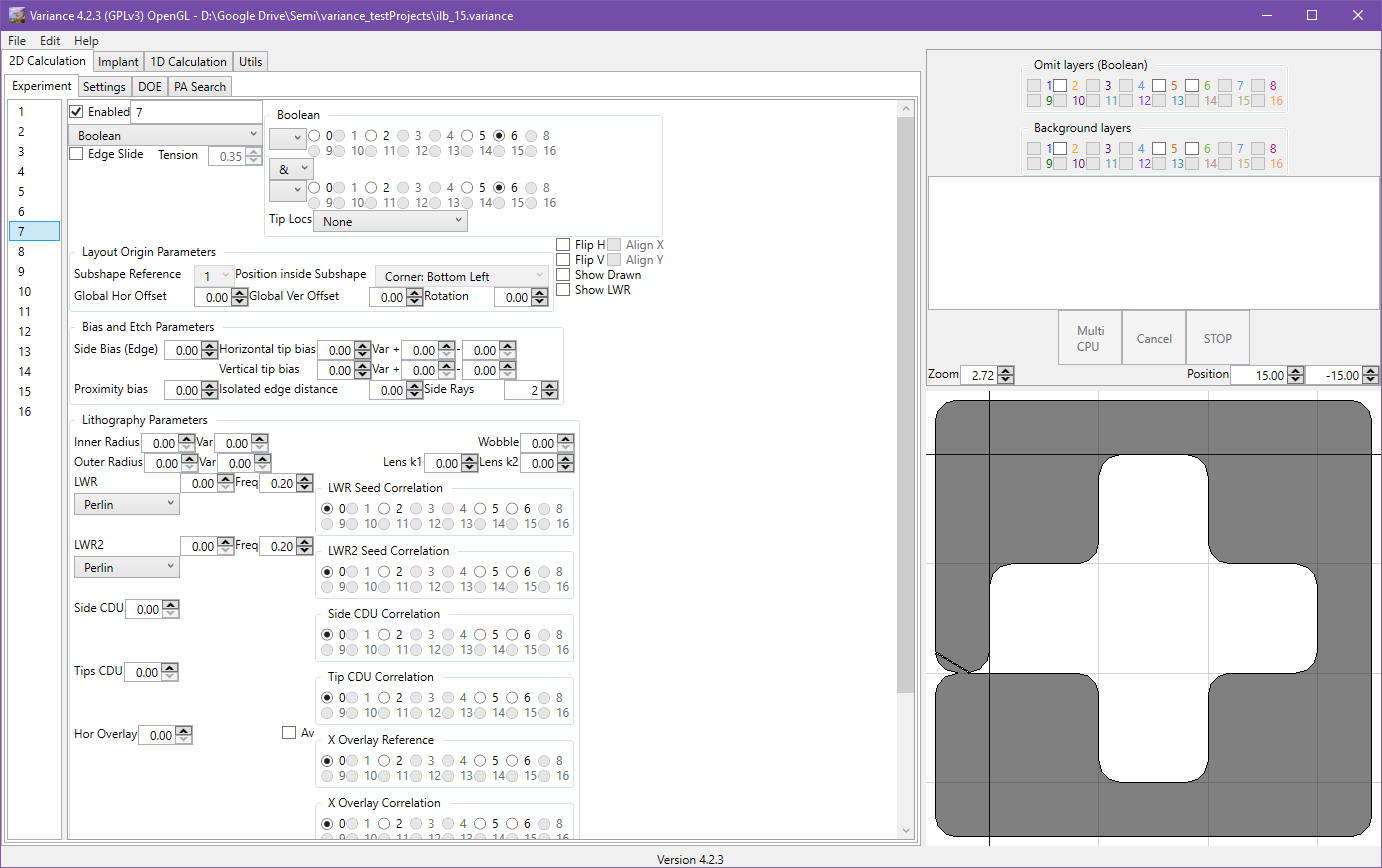 Variance 4.2.3 (GPLv3) OpenGL - D:\Google Drive\Semi\variance_testProjects\ilb_15.variance
File Edit Help
2D Calculation Implant 1D Calculation Utils
Experiment Settings DOE PA Search
1
2
3
4
5
6
7
8
9
10
11
12
13
14
15
16
Enabled 7
Boolean
Edge Slide Tension 0.35
Boolean
0 1 2 3 4 5 6 8
9 10 11 12 13 14 15 16
&
0 1 2 3 4 5 6 8
9 10 11 12 13 14 15 16
Tip Locs None
Layout Origin Parameters
Subshape Reference 1 Position inside Subshape Corner: Bottom Left
Global Hor Offset 0.00 Global Ver Offset 0.00 Rotation 0.00
Flip H Align X
Flip V Align Y
Show Drawn
Show LWR
Bias and Etch Parameters
Side Bias (Edge) 0.00 Horizontal tip bias 0.00 Var + 0.00 - 0.00
Vertical tip bias 0.00 Var + 0.00 - 0.00
Proximity bias 0.00 Isolated edge distance 0.00 Side Rays 2
Lithography Parameters
Inner Radius 0.00 Var 0.00 Wobble 0.00
Outer Radius 0.00 Var 0.00 Lens k1 0.00 Lens k2 0.00
LWR 0.00 Freq 0.20
Perlin
LWR Seed Correlation
0 1 2 3 4 5 6 8
9 10 11 12 13 14 15 16
LWR2 0.00 Freq 0.20
Perlin
LWR2 Seed Correlation
0 1 2 3 4 5 6 8
9 10 11 12 13 14 15 16
Side CDU 0.00
Side CDU Correlation
0 1 2 3 4 5 6 8
9 10 11 12 13 14 15 16
Tips CDU 0.00
Tip CDU Correlation
0 1 2 3 4 5 6 8
9 10 11 12 13 14 15 16
Hor Overlay 0.00 Av
X Overlay Reference
0 1 2 3 4 5 6 8
9 10 11 12 13 14 15 16
X Overlay Correlation
0 1 2 3 4 5 6 8
9 10 11 12 13 14 15 16
Omit layers (Boolean)
1 2 3 4 5 6 7 8
9 10 11 12 13 14 15 16
Background layers
1 2 3 4 5 6 7 8
9 10 11 12 13 14 15 16
Multi
CPU
Cancel
STOP
Zoom 2.72 Position 15.00 -15.00
Version 4.2.3